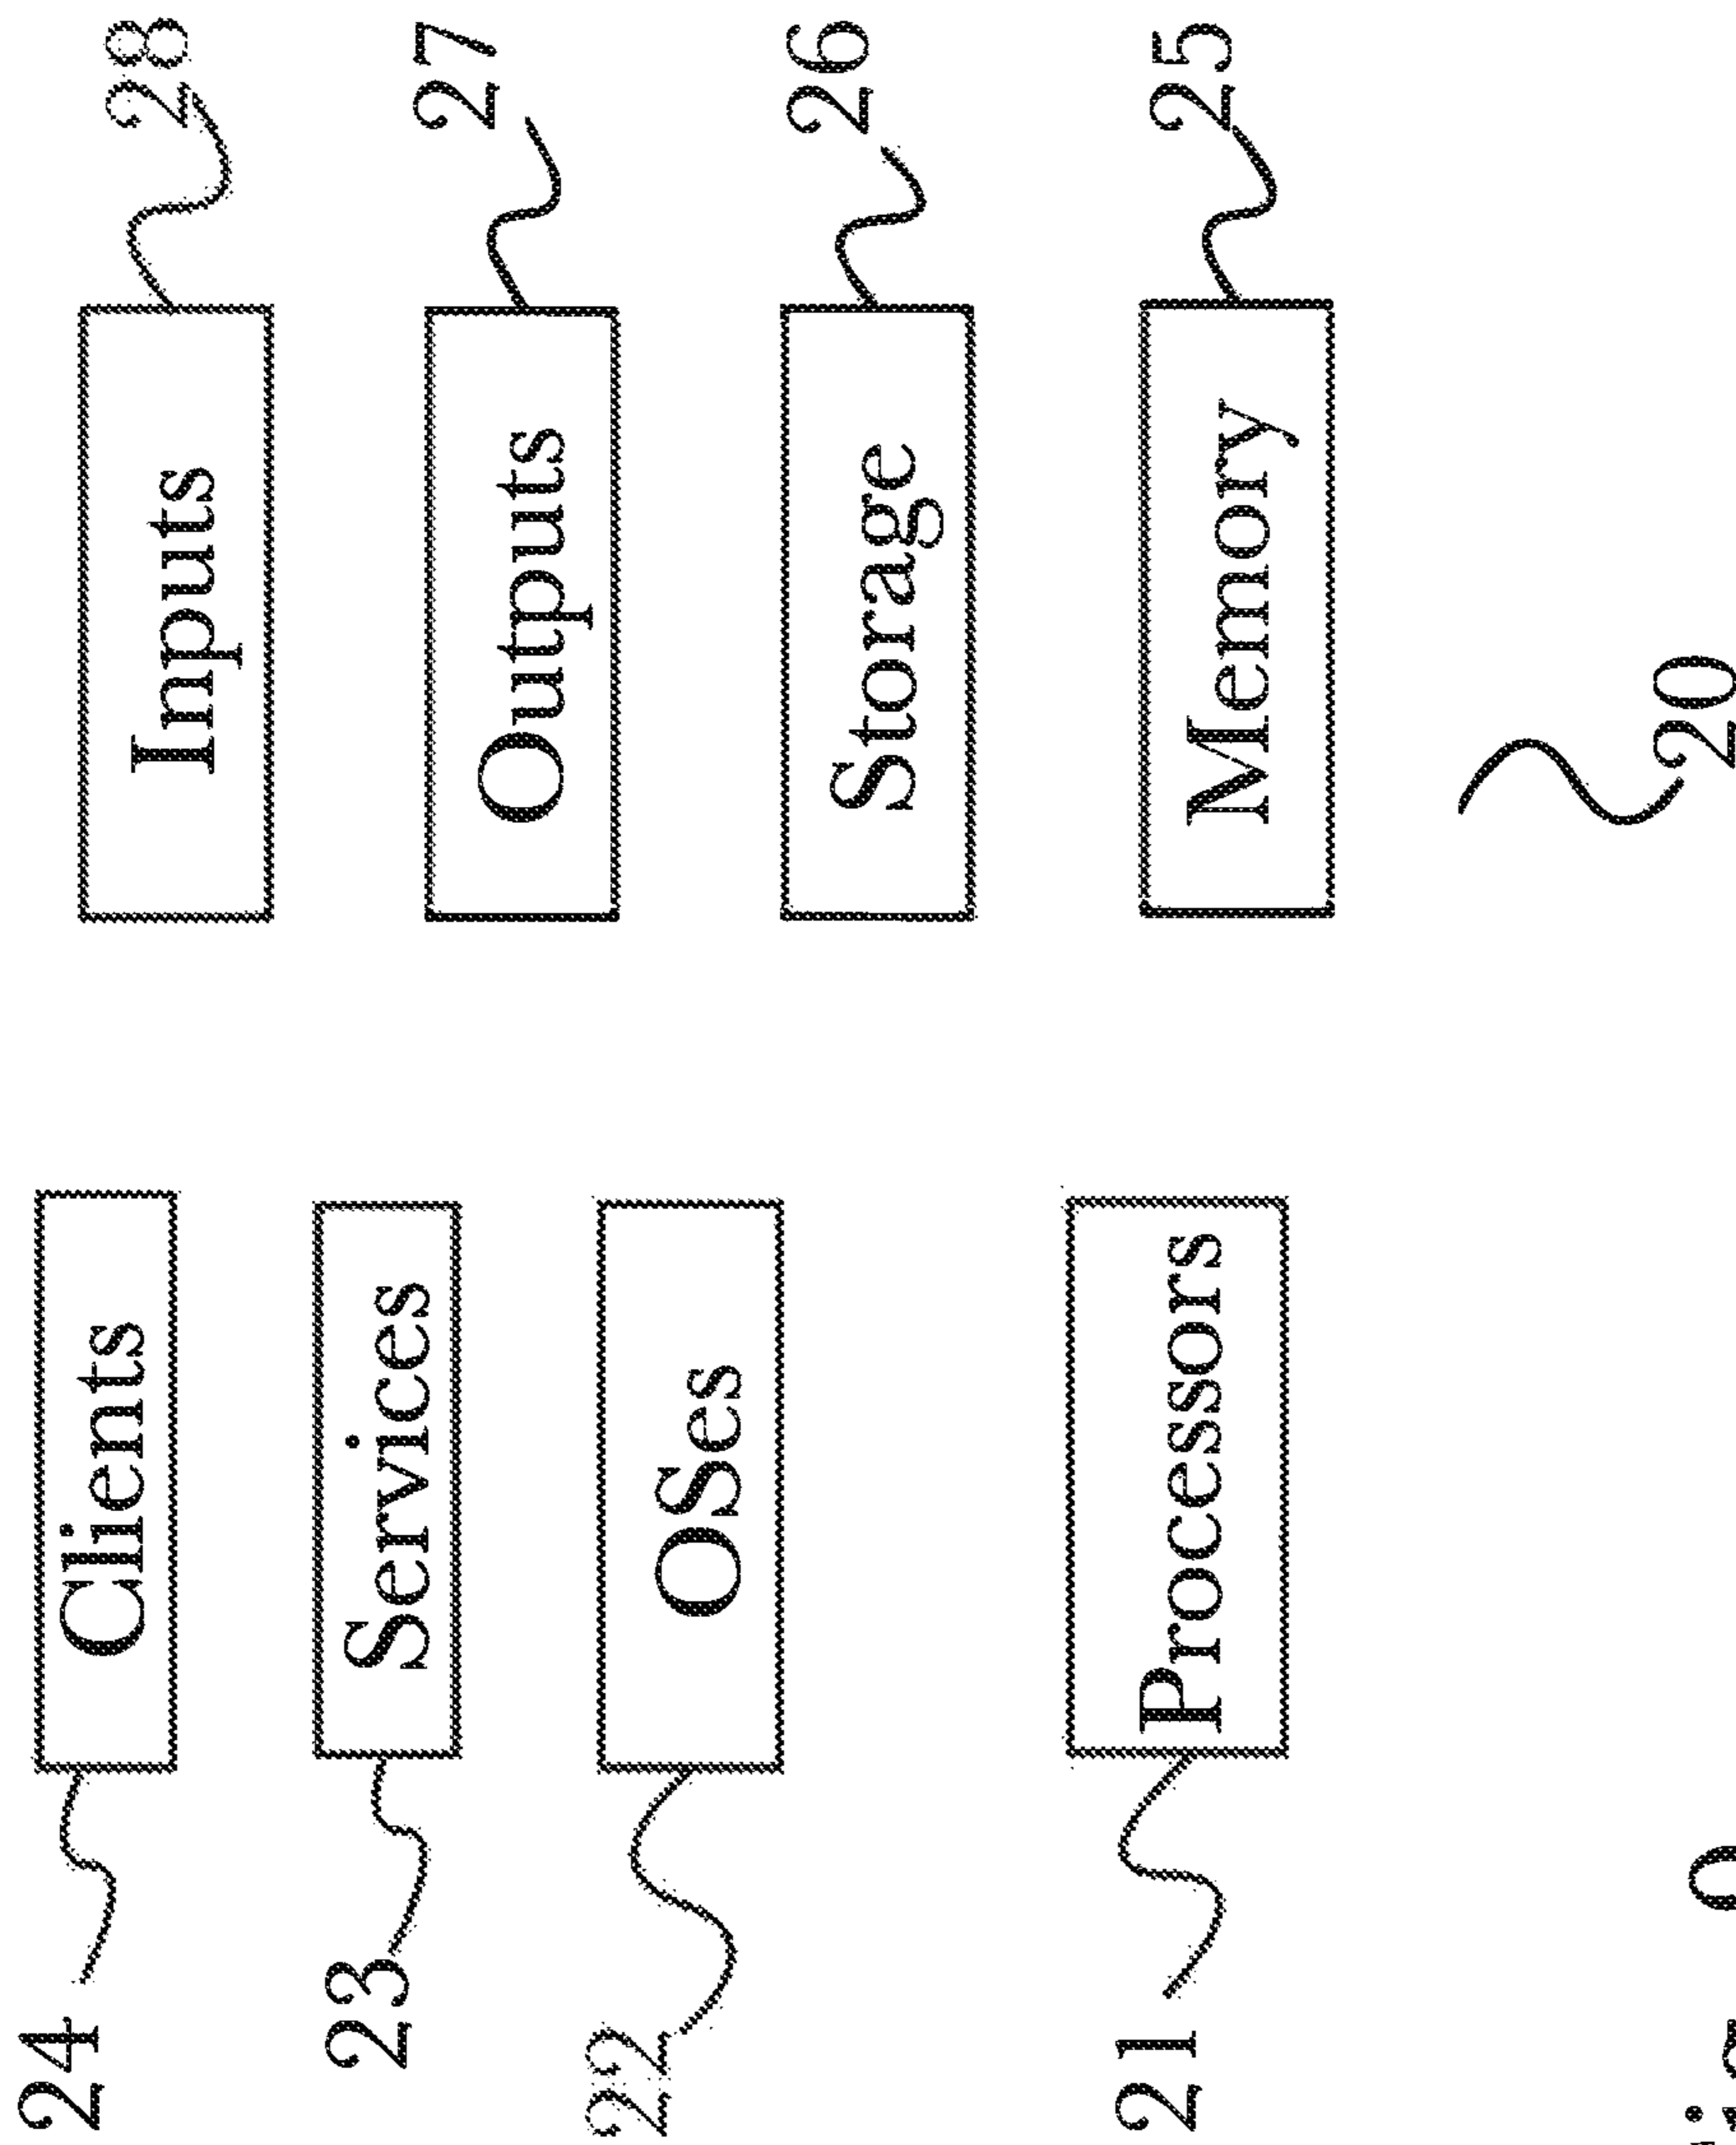 24
Clients
Inputs
28
23
Services
Outputs
27
22
OSes
Storage
26
21
Processors
Memory
25
20